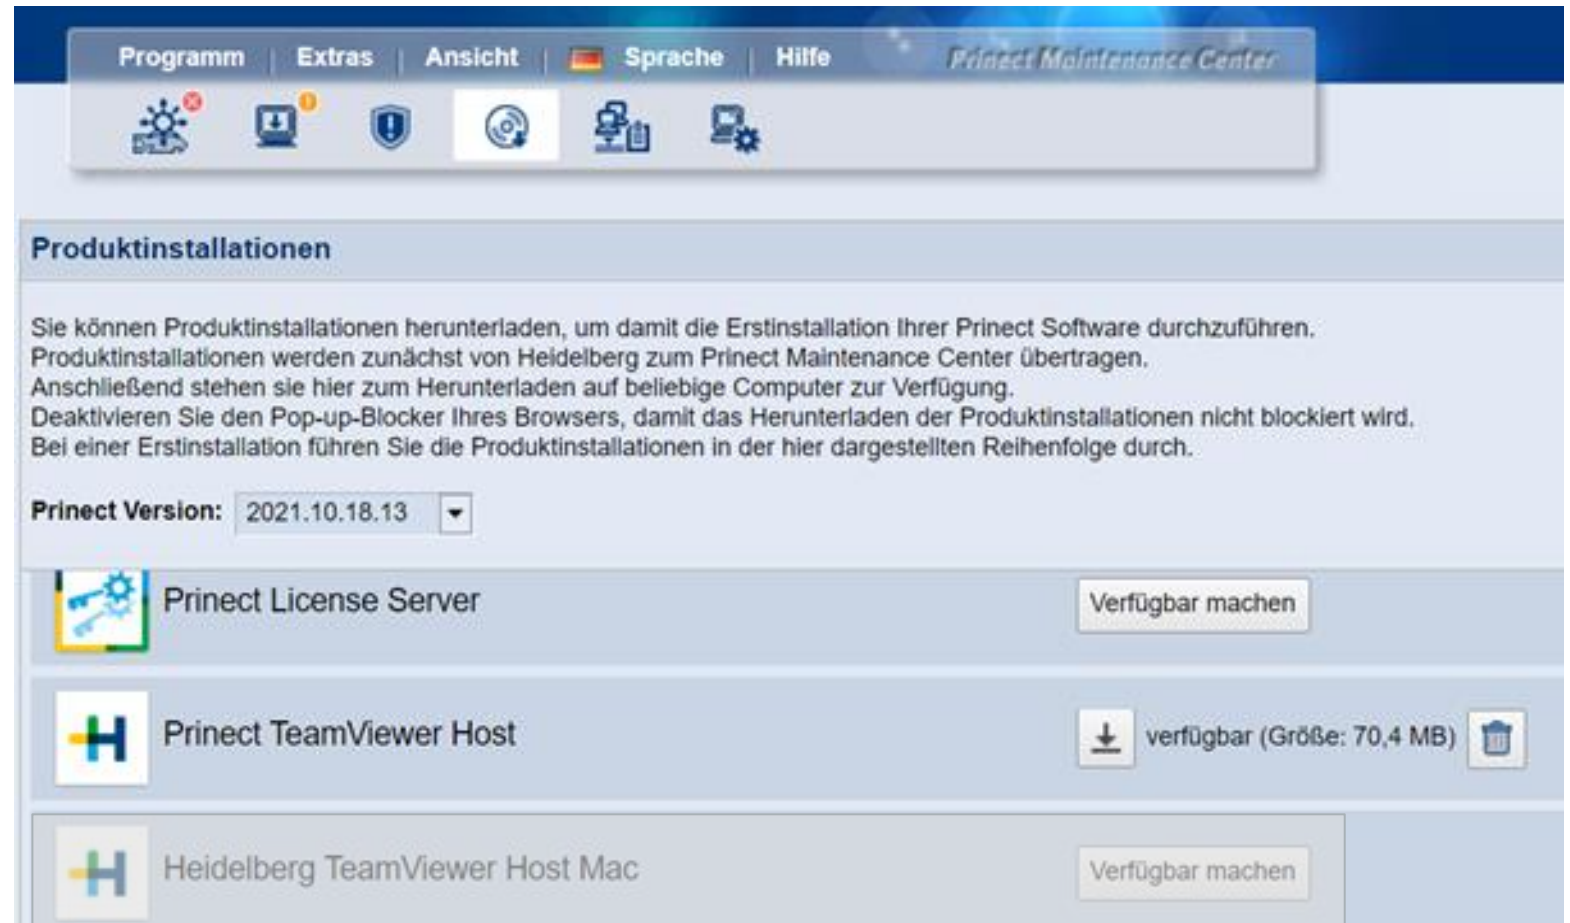 Programm | Extras | Ansicht | Sprache | Hilfe Prinect Maintenance Center
Produktinstallationen
Sie können Produktinstallationen herunterladen, um damit die Erstinstallation Ihrer Prinect Software durchzuführen.
Produktinstallationen werden zunächst von Heidelberg zum Prinect Maintenance Center übertragen.
Anschließend stehen sie hier zum Herunterladen auf beliebige Computer zur Verfügung.
Deaktivieren Sie den Pop-up-Blocker Ihres Browsers, damit das Herunterladen der Produktinstallationen nicht blockiert wird.
Bei einer Erstinstallation führen Sie die Produktinstallationen in der hier dargestellten Reihenfolge durch.
Prinect Version: 2021.10.18.13
Prinect License Server Verfügbar machen
Prinect TeamViewer Host verfügbar (Größe: 70,4 MB)
Heidelberg TeamViewer Host Mac Verfügbar machen